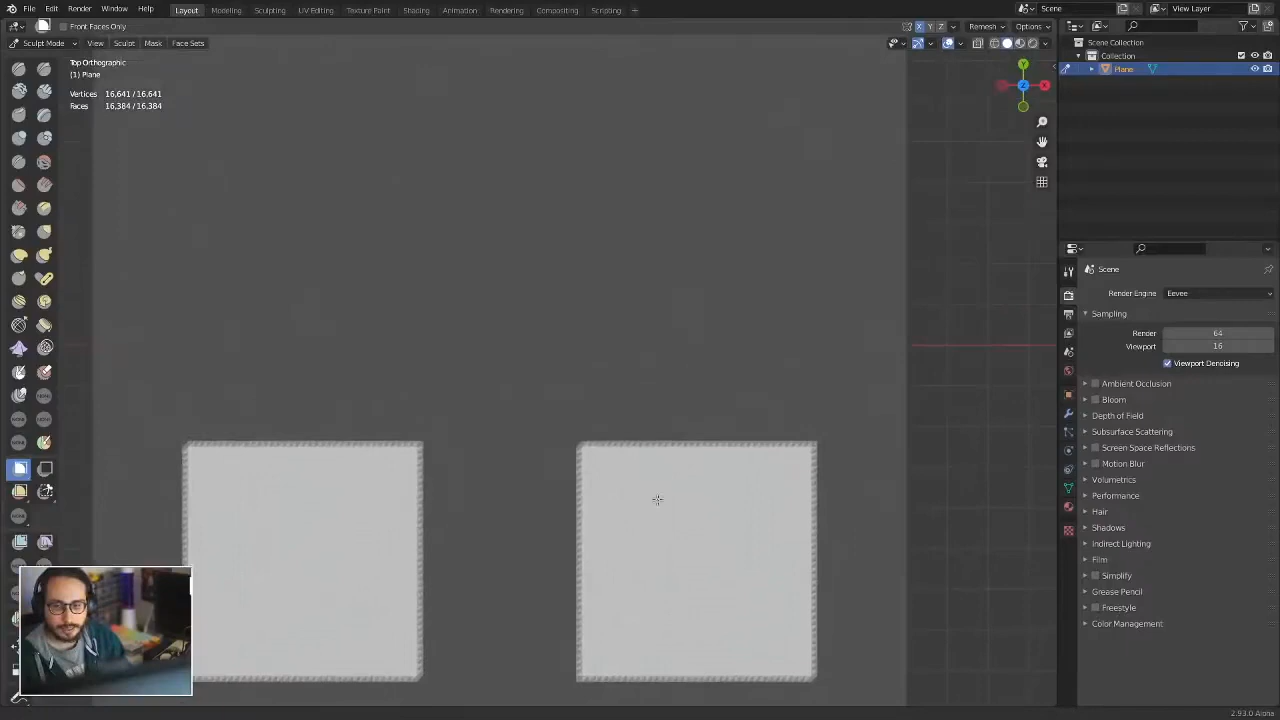 File Edit Render Window Help Layout Modeling Sculpting UV Editing Texture Paint Shading Animation Rendering Compositing Scripting + Scene View Layer
Front Faces Only X Y Z Remesh Options
Sculpt Mode View Sculpt Mask Face Sets
Scene Collection
Collection
Plane
Top Orthographic
(1) Plane
Vertices 16,641 / 16,641
Faces 16,384 / 16,384
Y
X
Z
Scene
Render Engine Eevee
Sampling
Render 64
Viewport 16
Viewport Denoising
Ambient Occlusion
Bloom
Depth of Field
Subsurface Scattering
Screen Space Reflections
Motion Blur
Volumetrics
Performance
Hair
Shadows
Indirect Lighting
Film
Simplify
Grease Pencil
Freestyle
Color Management
2.93.0 Alpha